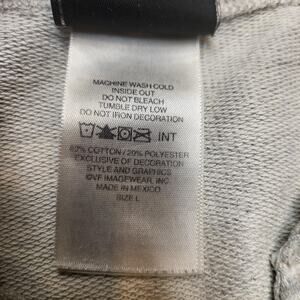 MACHINE WASH COLD
INSIDE OUT
DO NOT BLEACH
TUMBLE DRY LOW
DO NOT IRON DECORATION
INT
80% COTTON / 20% POLYESTER
EXCLUSIVE OF DECORATION
STYLE AND GRAPHICS
©VF IMAGEWEAR, INC.
MADE IN MEXICO
SIZE L